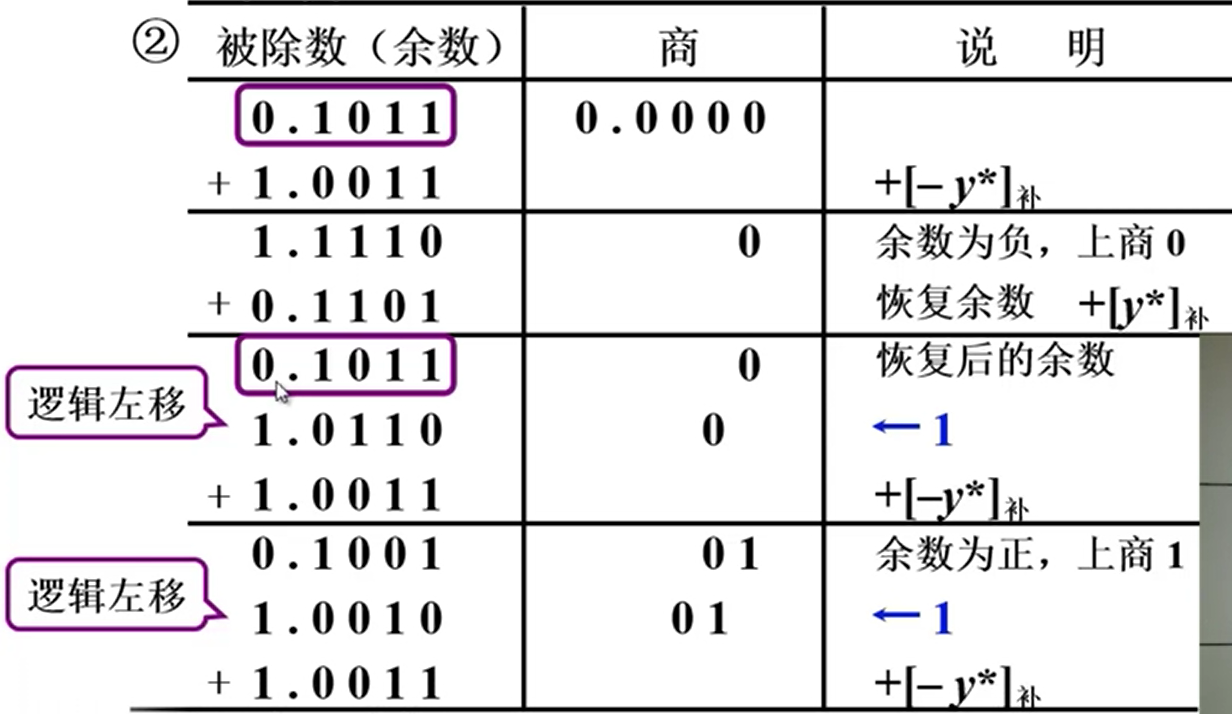 ② 被除数（余数） 商 说 明
0.1011 0.0000
+ 1.0011 +[– y*]补
1.1110 0 余数为负，上商 0
+ 0.1101 恢复余数 +[y*]补
0.1011 0 恢复后的余数
逻辑左移 1.0110 0 ← 1
+ 1.0011 +[–y*]补
0.1001 01 余数为正，上商 1
逻辑左移 1.0010 01 ← 1
+ 1.0011 +[– y*]补